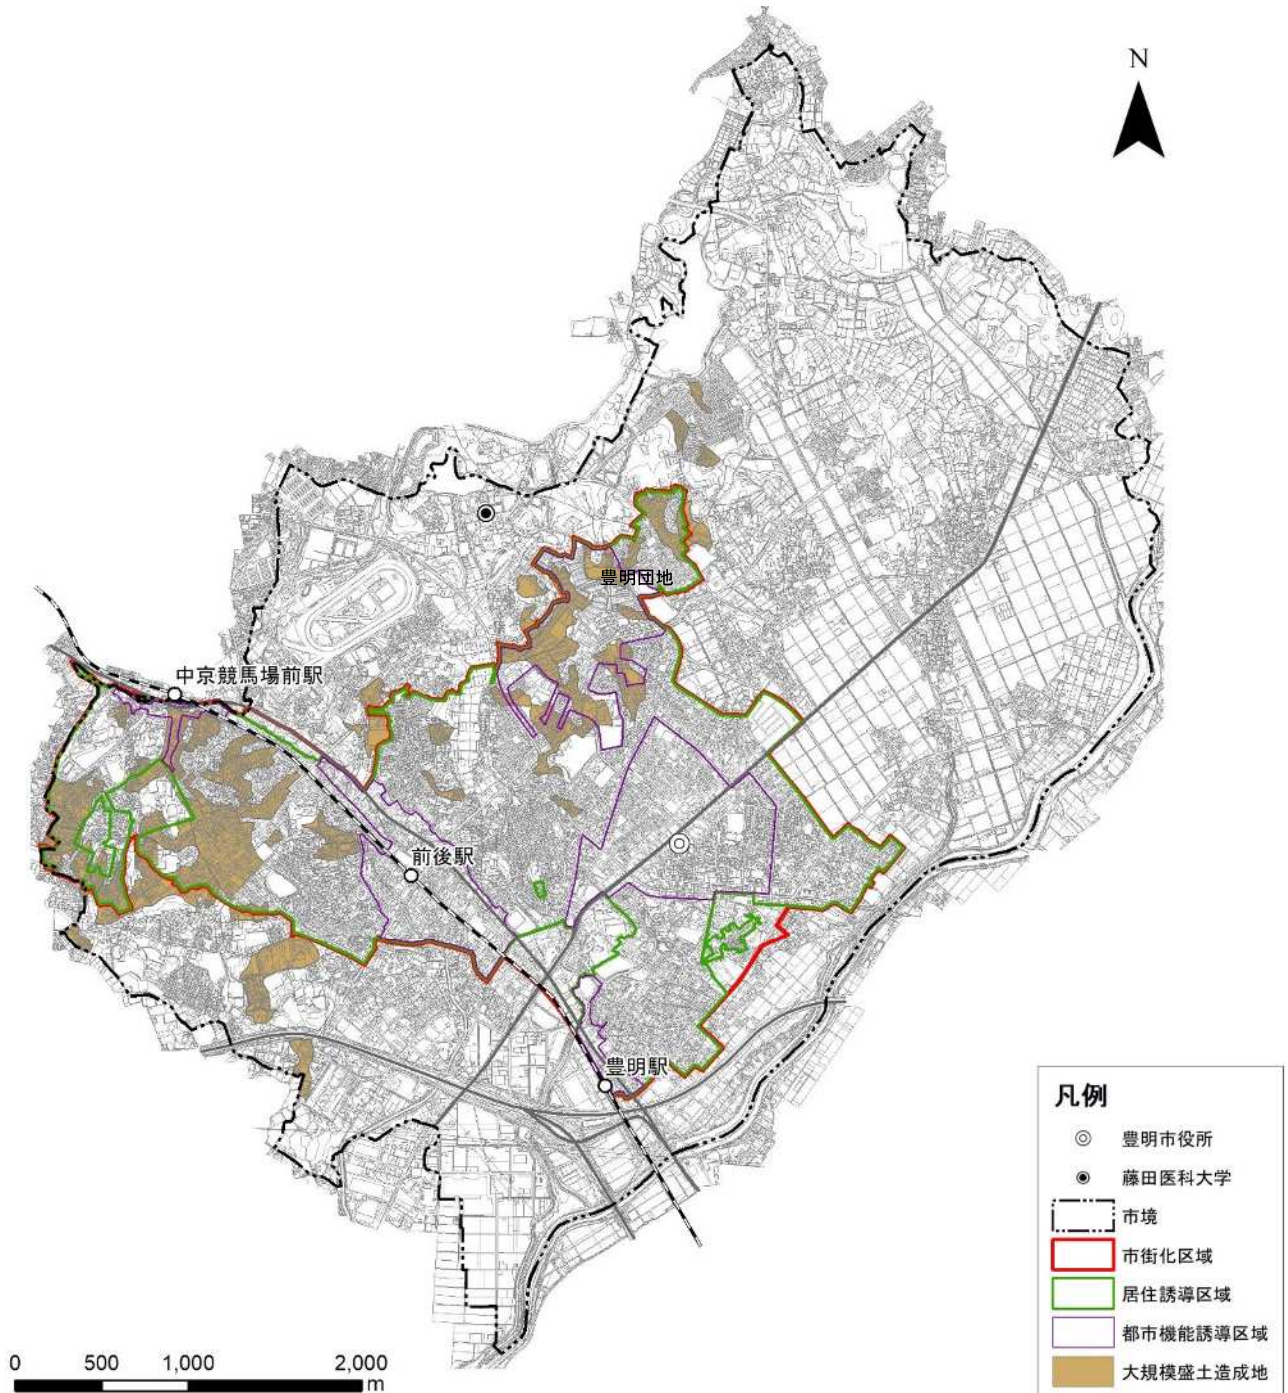 N
豊明団地
中京競馬場前駅
前後駅
豊明駅
凡例
豊明市役所
藤田医科大学
市境
市街化区域
居住誘導区域
都市機能誘導区域
大規模盛土造成地
0 500 1,000 2,000
m